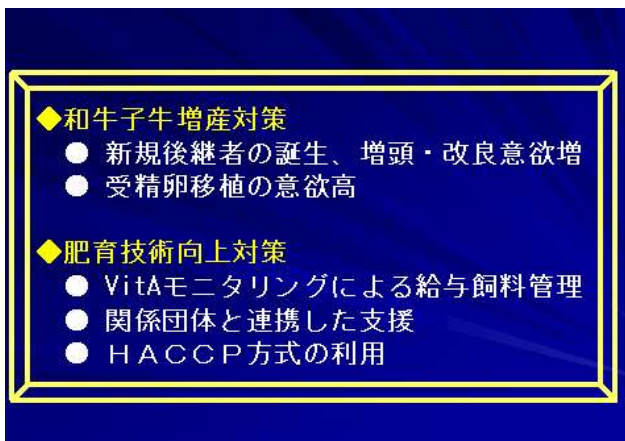 ◆和牛子牛増産対策
● 新規後継者の誕生、増頭・改良意欲増
● 受精卵移植の意欲高
◆肥育技術向上対策
● VitAモニタリングによる給与飼料管理
● 関係団体と連携した支援
● ＨＡＣＣＰ方式の利用